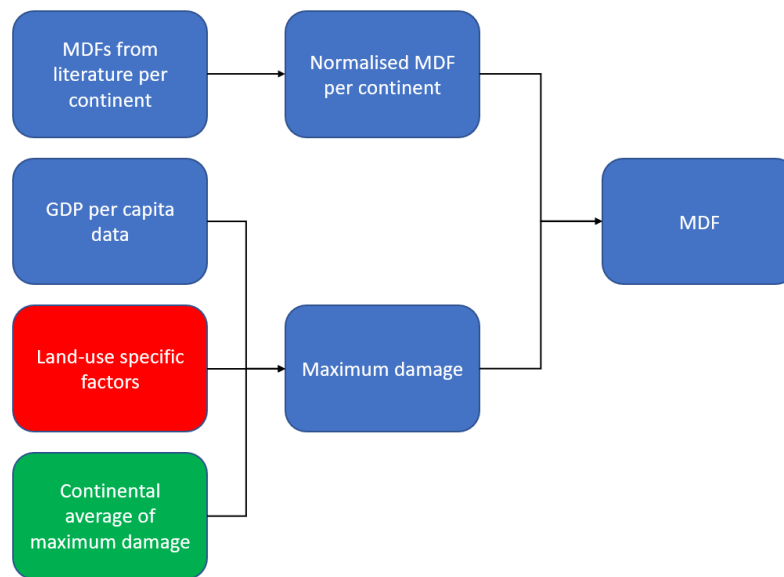 MDFs from
literature per
continent
Normalised MDF
per continent
GDP per capita
data
MDF
Land-use specific
factors
Maximum damage
Continental
average of
maximum damage